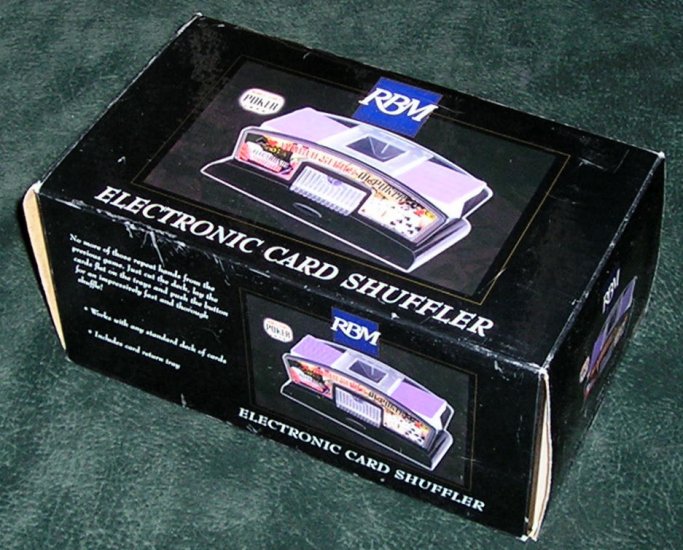 POKER
RBM
ELECTRONIC CARD SHUFFLER
No more of those repeat hands from the
previous game. Just cut the deck, lay the
cards flat on the trays and push the button
for an impressively fast and thorough
shuffle!
• Works with any standard deck of cards
• Includes card return tray
POKER
RBM
ELECTRONIC CARD SHUFFLER
RBM